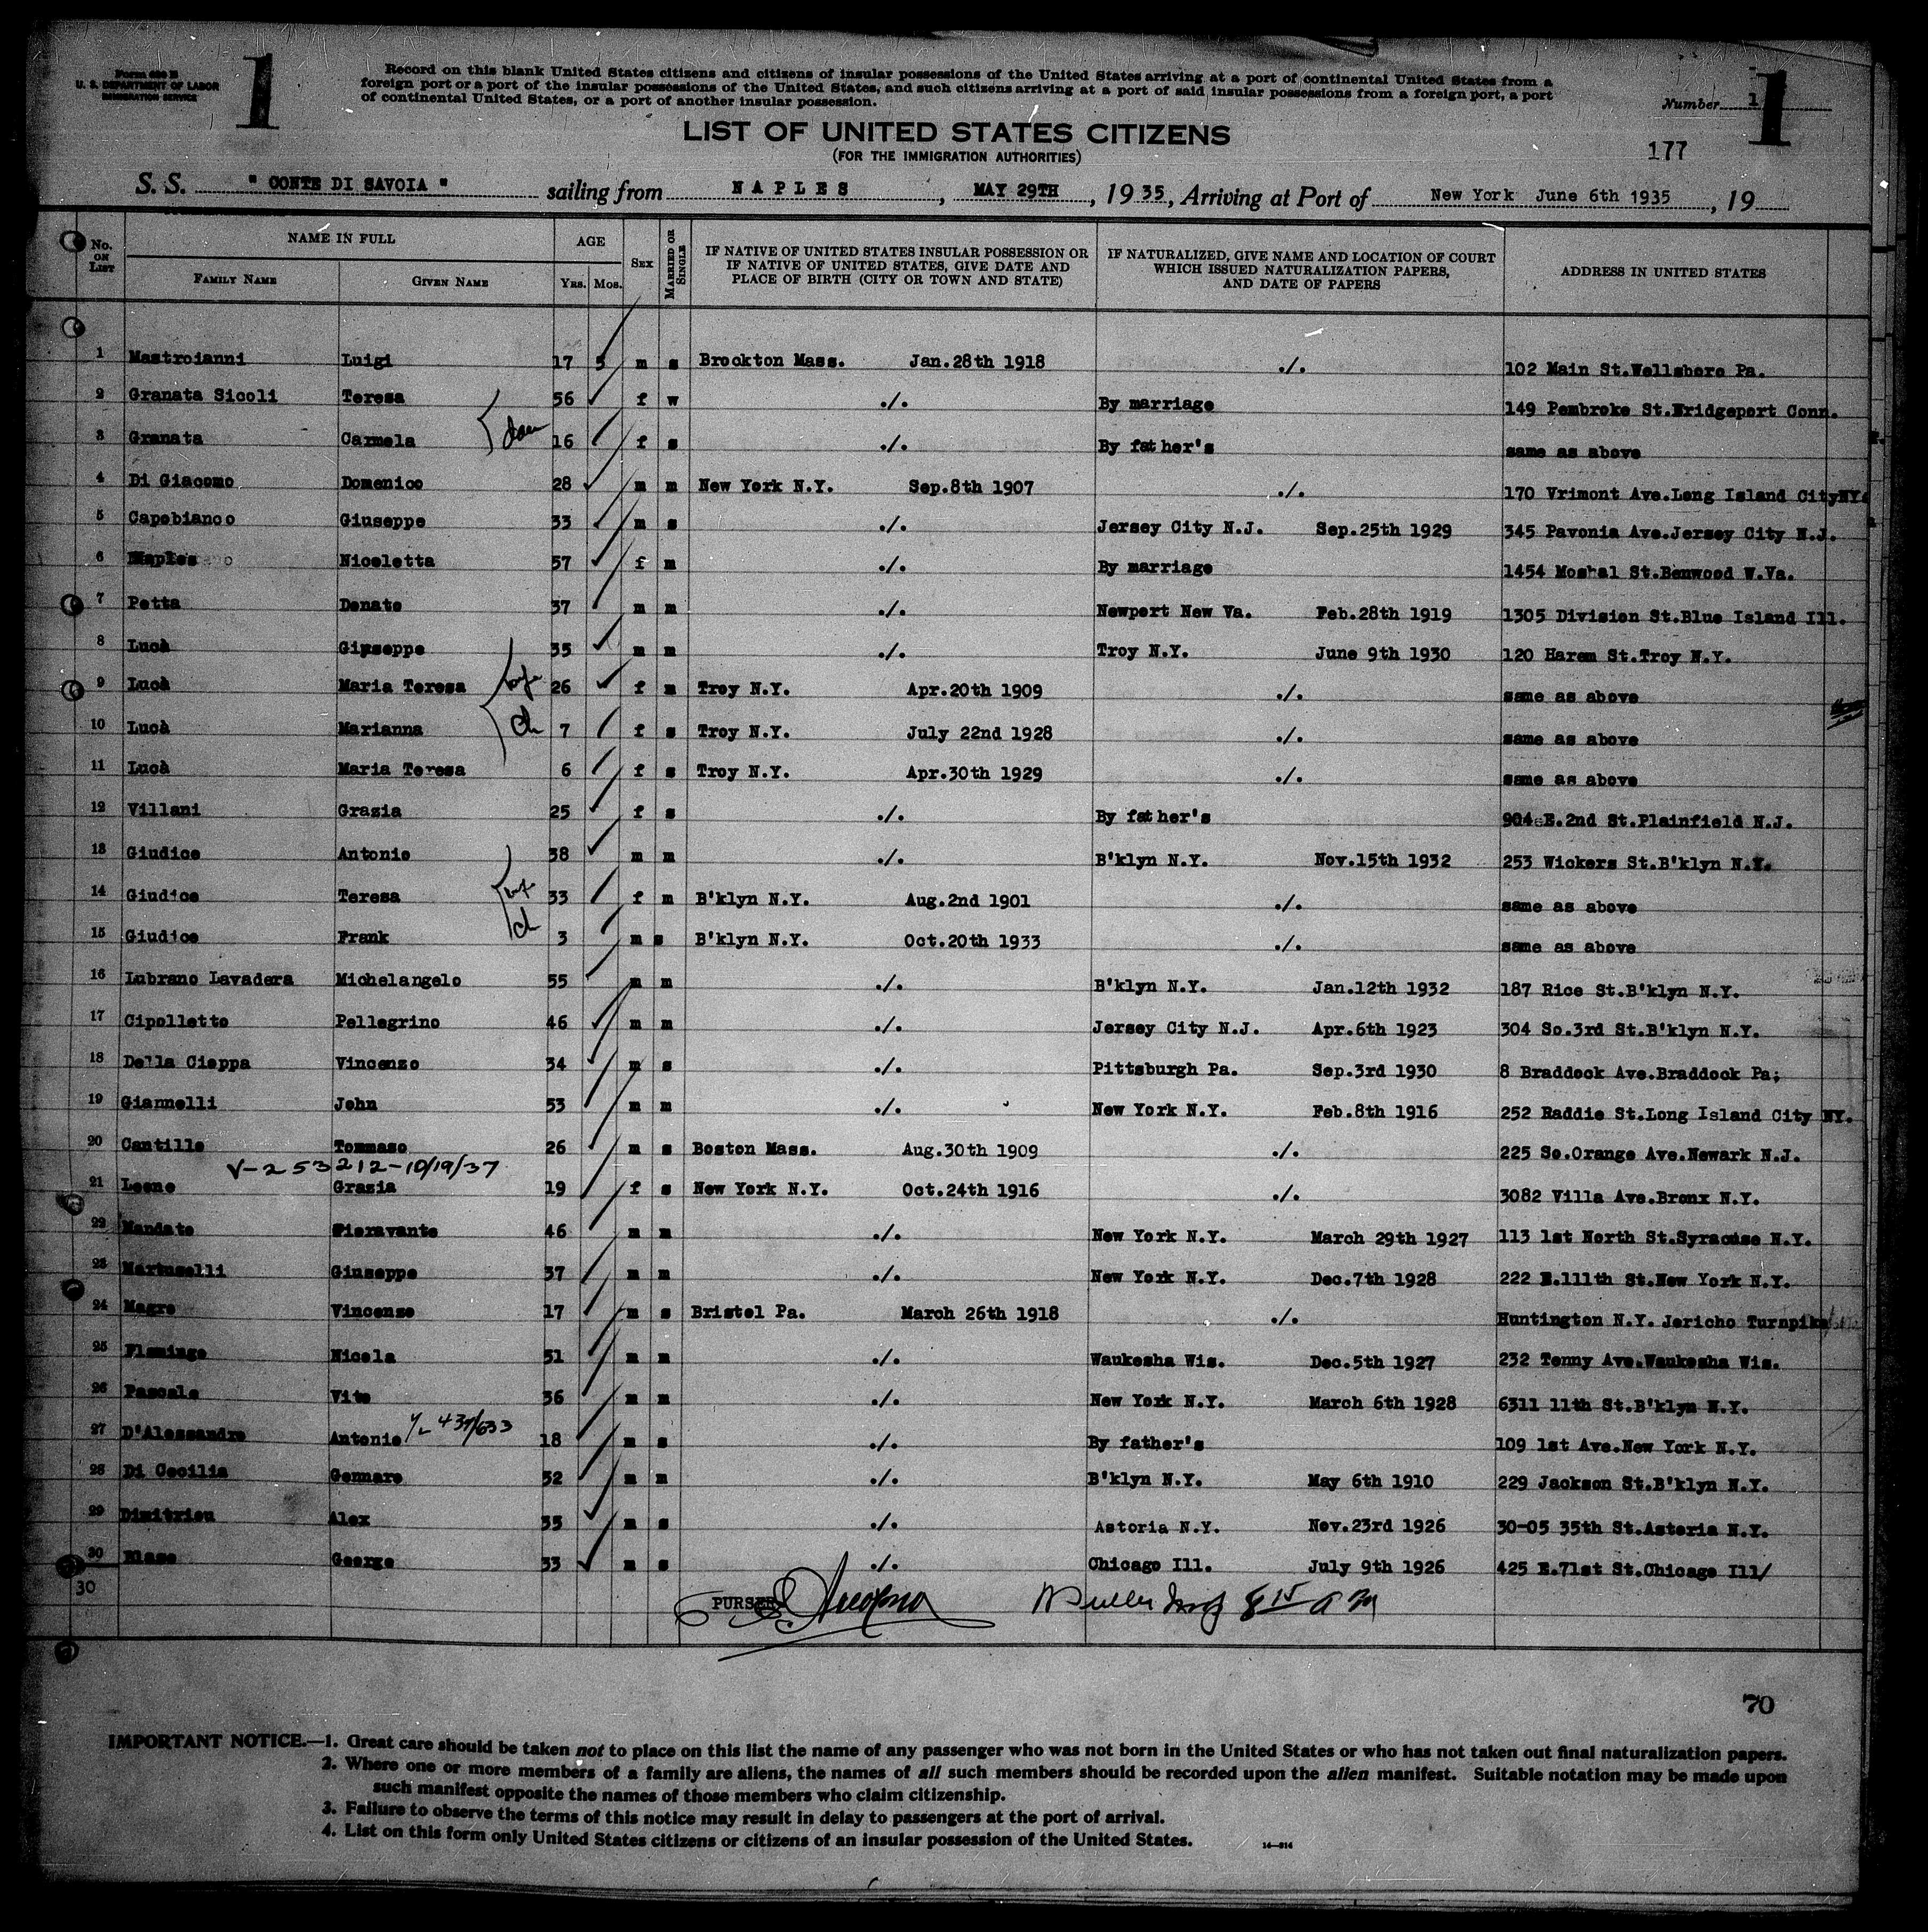 Form 630 B
U. S. DEPARTMENT OF LABOR
IMMIGRATION SERVICE
1
Record on this blank United States citizens and citizens of insular possessions of the United States arriving at a port of continental United States from a
foreign port or a port of the insular possessions of the United States, and such citizens arriving at a port of said insular possessions from a foreign port, a port
of continental United States, or a port of another insular possession.
Number 1
1
LIST OF UNITED STATES CITIZENS
(FOR THE IMMIGRATION AUTHORITIES)
177
S. S. " CONTE DI SAVOIA " sailing from NAPLES, MAY 29TH, 19 35, Arriving at Port of New York June 6th 1935, 19
No. ON LIST NAME IN FULL FAMILY NAME GIVEN NAME AGE YRS. MOS. SEX MARRIED OR SINGLE IF NATIVE OF UNITED STATES INSULAR POSSESSION OR IF NATIVE OF UNITED STATES, GIVE DATE AND PLACE OF BIRTH (CITY OR TOWN AND STATE) IF NATURALIZED, GIVE NAME AND LOCATION OF COURT WHICH ISSUED NATURALIZATION PAPERS, AND DATE OF PAPERS ADDRESS IN UNITED STATES
1 Mastroianni Luigi 17 5 m s Brockton Mass. Jan.28th 1918 ./. 102 Main St.Wellsboro Pa.
2 Granata Sicoli Teresa 56 f w ./. By marriage 149 Pembroke St.Bridgeport Conn.
dau
3 Granata Carmela 16 f s ./. By father's same as above
4 Di Giacomo Domenico 28 m m New York N.Y. Sep.8th 1907 ./. 170 Vrimont Ave.Long Island CityNY.
5 Capobianco Giuseppe 33 m s ./. Jersey City N.J. Sep.25th 1929 345 Pavonia Ave.Jersey City N.J.
6 Nicoletta 57 f m ./. By marriage 1454 St.Benwood W.Va.
7 Petta Donato 37 m m ./. Newport New Va. Feb.28th 1919 1305 Division St.Blue Island Ill.
8 Lucà Giuseppe 35 m m ./. Troy N.Y. June 9th 1930 120 Harem St.Troy N.Y.
9 Lucà Maria Teresa wf 26 f m Troy N.Y. Apr.20th 1909 ./. same as above
10 Lucà Marianna ch 7 f s Troy N.Y. July 22nd 1928 ./. same as above
11 Lucà Maria Teresa 6 f s Troy N.Y. Apr.30th 1929 ./. same as above
12 Villani Grazia 25 f s ./. By father's 904 E.2nd St.Plainfield N.J.
13 Giudice Antonio 38 m m ./. B'klyn N.Y. Nov.15th 1932 253 Wickers St.B'klyn N.Y.
14 Giudice Teresa wf 33 f m B'klyn N.Y. Aug.2nd 1901 ./. same as above
15 Giudice Frank ch 3 m s B'klyn N.Y. Oct.20th 1933 ./. same as above
16 Lubrano Lavadera Michelangelo 55 m m ./. B'klyn N.Y. Jan.12th 1932 187 Rice St.B'klyn N.Y.
17 Cipolletto Pellegrino 46 m m ./. Jersey City N.J. Apr.6th 1923 304 So.3rd St.B'klyn N.Y.
18 Della Cioppa Vincenzo 34 m s ./. Pittsburgh Pa. Sep.3rd 1930 8 Braddock Ave.Braddock Pa;
19 Giannelli John 53 m m ./. New York N.Y. Feb.8th 1916 252 Raddie St.Long Island City NY.
20 Cantillo Tommaso 26 m s Boston Mass. Aug.30th 1909 ./. 225 So.Orange Ave.Newark N.J.
V-253212-10/19/37
21 Leone Grazia 19 f s New York N.Y. Oct.24th 1916 ./. 3082 Villa Ave.Bronx N.Y.
22 Mandato Fioravante 46 m m ./. New York N.Y. March 29th 1927 113 1st North St.Syracuse N.Y.
23 Martuselli Giuseppe 37 m m ./. New York N.Y. Dec.7th 1928 222 E.111th St.New York N.Y.
24 Magro Vincenzo 17 m s Bristol Pa. March 26th 1918 ./. Huntington N.Y. Jericho Turnpike
25 Flamingo Nicola 51 m m ./. Waukesha Wis. Dec.5th 1927 232 Tenny Ave.Waukesha Wis.
26 Pascale Vito 36 m m ./. New York N.Y. March 6th 1928 6311 11th St.B'klyn N.Y.
27 D'Alessandro Antonio 18 m s ./. By father's 109 1st Ave.New York N.Y.
28 Di Cecilia Gennaro 52 m m ./. B'klyn N.Y. May 6th 1910 229 Jackson St.B'klyn N.Y.
29 Dimitriou Alex 35 m s ./. Astoria N.Y. Nov.23rd 1926 30-05 35th St.Astoria N.Y.
30 Blase George 33 m s ./. Chicago Ill. July 9th 1926 425 E.71st St.Chicago Ill/
30
PURSER 8 15 A M
70
IMPORTANT NOTICE.—1. Great care should be taken not to place on this list the name of any passenger who was not born in the United States or who has not taken out final naturalization papers.
2. Where one or more members of a family are aliens, the names of all such members should be recorded upon the alien manifest. Suitable notation may be made upon
such manifest opposite the names of those members who claim citizenship.
3. Failure to observe the terms of this notice may result in delay to passengers at the port of arrival.
4. List on this form only United States citizens or citizens of an insular possession of the United States.
14—614